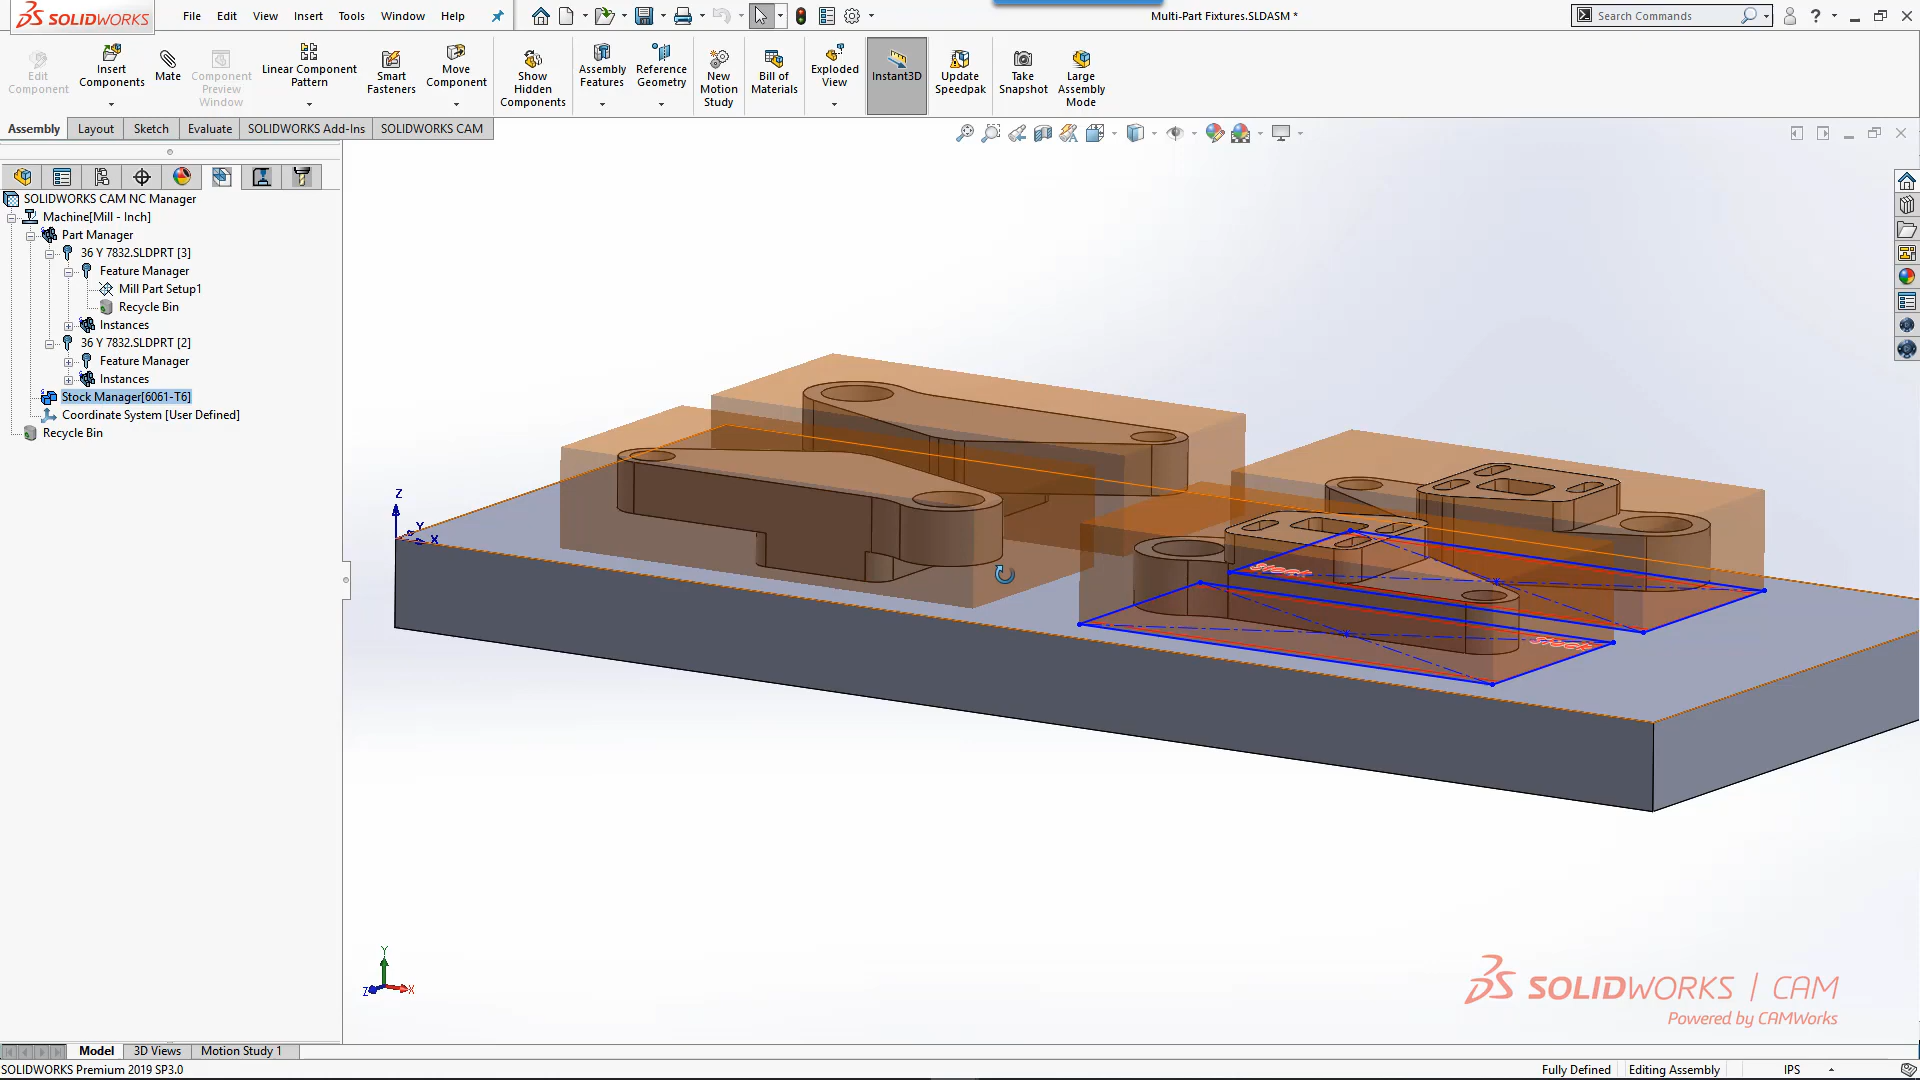 SOLIDWORKS
File Edit View Insert Tools Window Help
Multi-Part Fixtures.SLDASM *
Search Commands
?
Edit Component
Insert Components
Mate
Component Preview Window
Linear Component Pattern
Smart Fasteners
Move Component
Show Hidden Components
Assembly Features
Reference Geometry
New Motion Study
Bill of Materials
Exploded View
Instant3D
Update Speedpak
Take Snapshot
Large Assembly Mode
Assembly Layout Sketch Evaluate SOLIDWORKS Add-Ins SOLIDWORKS CAM
SOLIDWORKS CAM NC Manager
Machine[Mill - Inch]
Part Manager
36 Y 7832.SLDPRT [3]
Feature Manager
Mill Part Setup1
Recycle Bin
Instances
36 Y 7832.SLDPRT [2]
Feature Manager
Instances
Stock Manager[6061-T6]
Coordinate System [User Defined]
Recycle Bin
Z
Y
X
Stock
Stock
Y
Z
X
SOLIDWORKS | CAM
Powered by CAMWorks
Model 3D Views Motion Study 1
SOLIDWORKS Premium 2019 SP3.0
Fully Defined Editing Assembly IPS